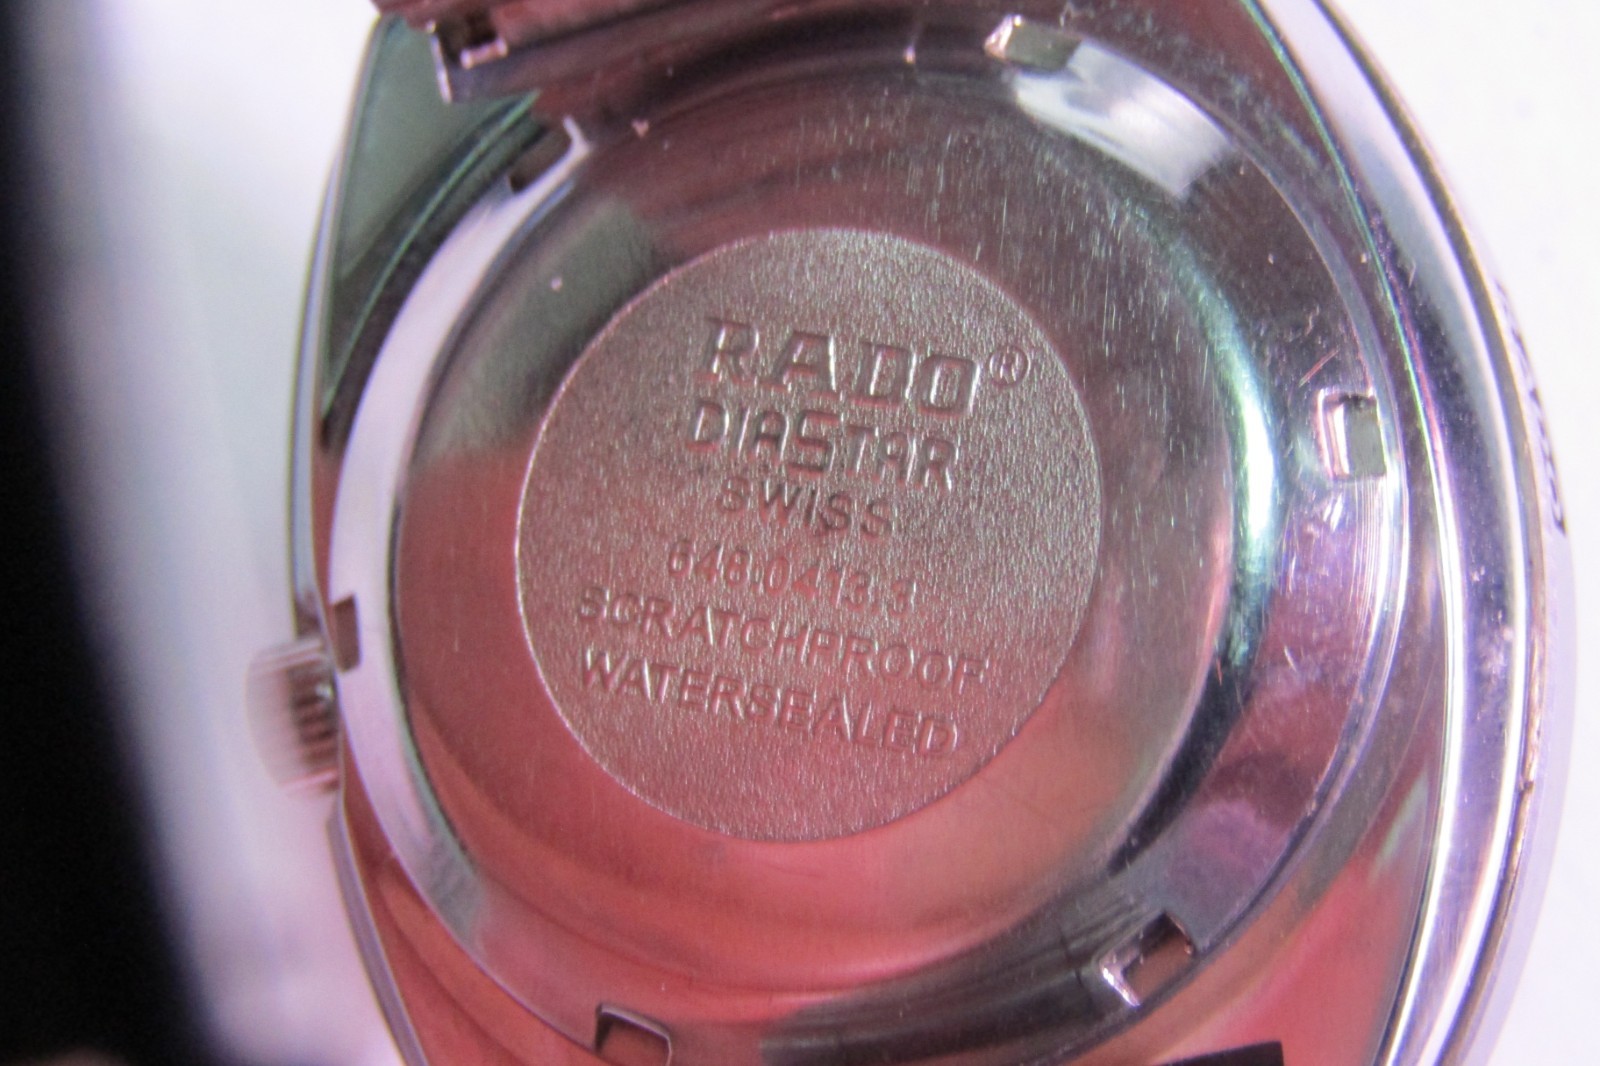 RADO®
DIASTAR
SWISS
648.0413.3
SCRATCHPROOF
WATERSEALED